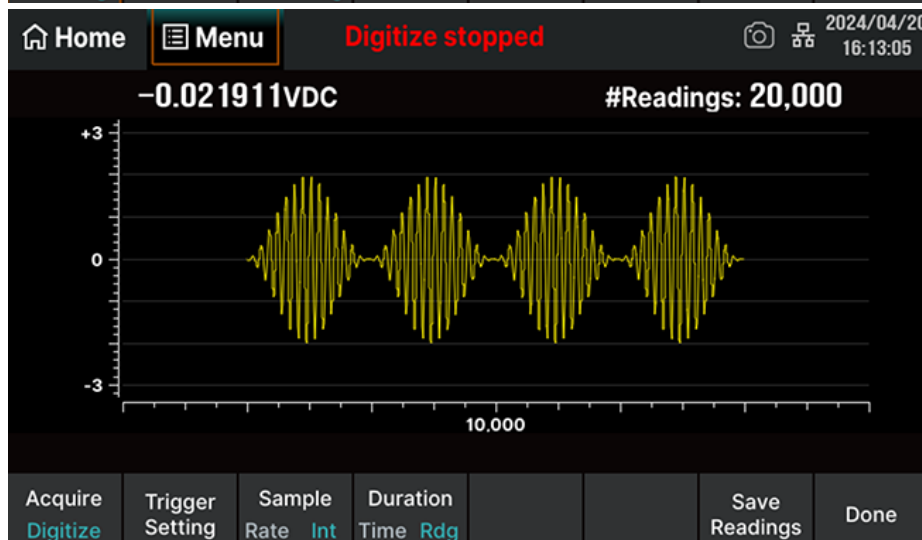 Home Menu Digitize stopped 2024/04/20
16:13:05
−0.021911VDC #Readings: 20,000
+3
0
-3
10.000
Acquire Trigger Sample Duration Save Done
Digitize Setting Rate Int Time Rdg Readings